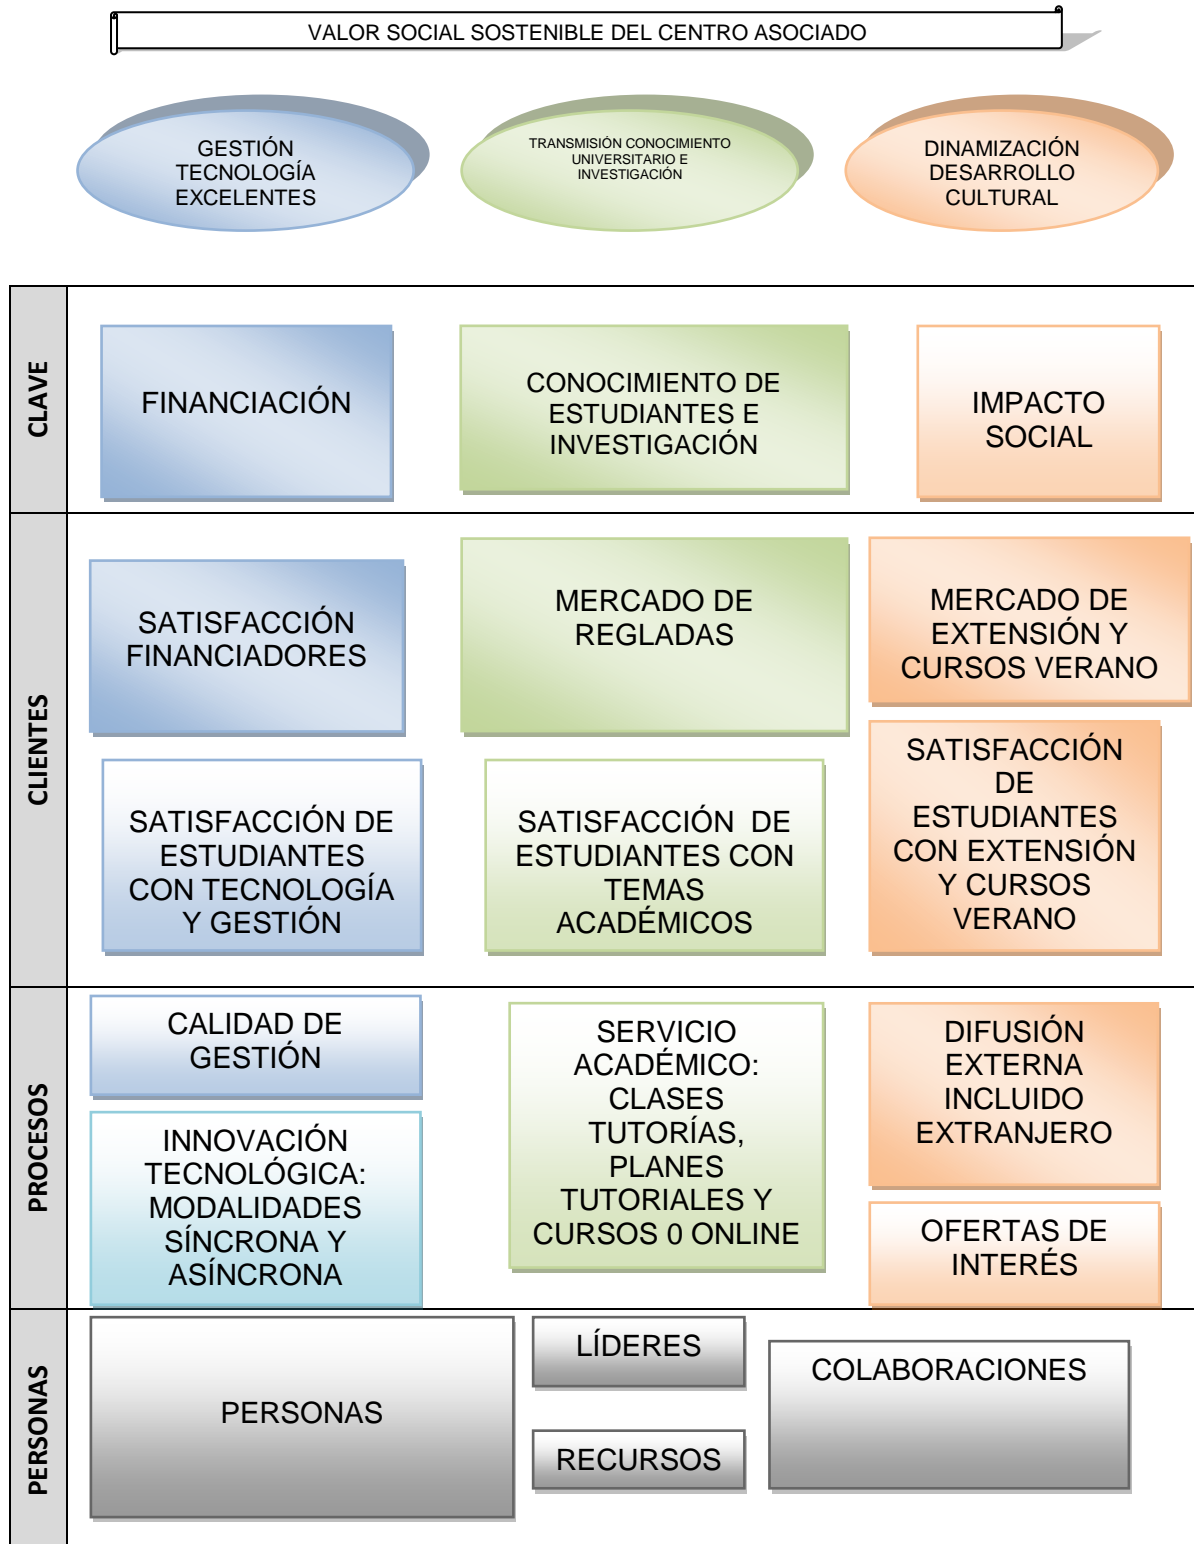 VALOR SOCIAL SOSTENIBLE DEL CENTRO ASOCIADO
GESTIÓN
TECNOLOGÍA
EXCELENTES
TRANSMISIÓN CONOCIMIENTO
UNIVERSITARIO E
INVESTIGACIÓN
DINAMIZACIÓN
DESARROLLO
CULTURAL
CLAVE
FINANCIACIÓN
CONOCIMIENTO DE
ESTUDIANTES E
INVESTIGACIÓN
IMPACTO
SOCIAL
CLIENTES
SATISFACCIÓN
FINANCIADORES
MERCADO DE
REGLADAS
MERCADO DE
EXTENSIÓN Y
CURSOS VERANO
SATISFACCIÓN DE
ESTUDIANTES
CON TECNOLOGÍA
Y GESTIÓN
SATISFACCIÓN  DE
ESTUDIANTES CON
TEMAS
ACADÉMICOS
SATISFACCIÓN
DE
ESTUDIANTES
CON EXTENSIÓN
Y CURSOS
VERANO
PROCESOS
CALIDAD DE
GESTIÓN
INNOVACIÓN
TECNOLÓGICA:
MODALIDADES
SÍNCRONA Y
ASÍNCRONA
SERVICIO
ACADÉMICO:
CLASES
TUTORÍAS,
PLANES
TUTORIALES Y
CURSOS 0 ONLINE
DIFUSIÓN
EXTERNA
INCLUIDO
EXTRANJERO
OFERTAS DE
INTERÉS
PERSONAS
PERSONAS
LÍDERES
RECURSOS
COLABORACIONES